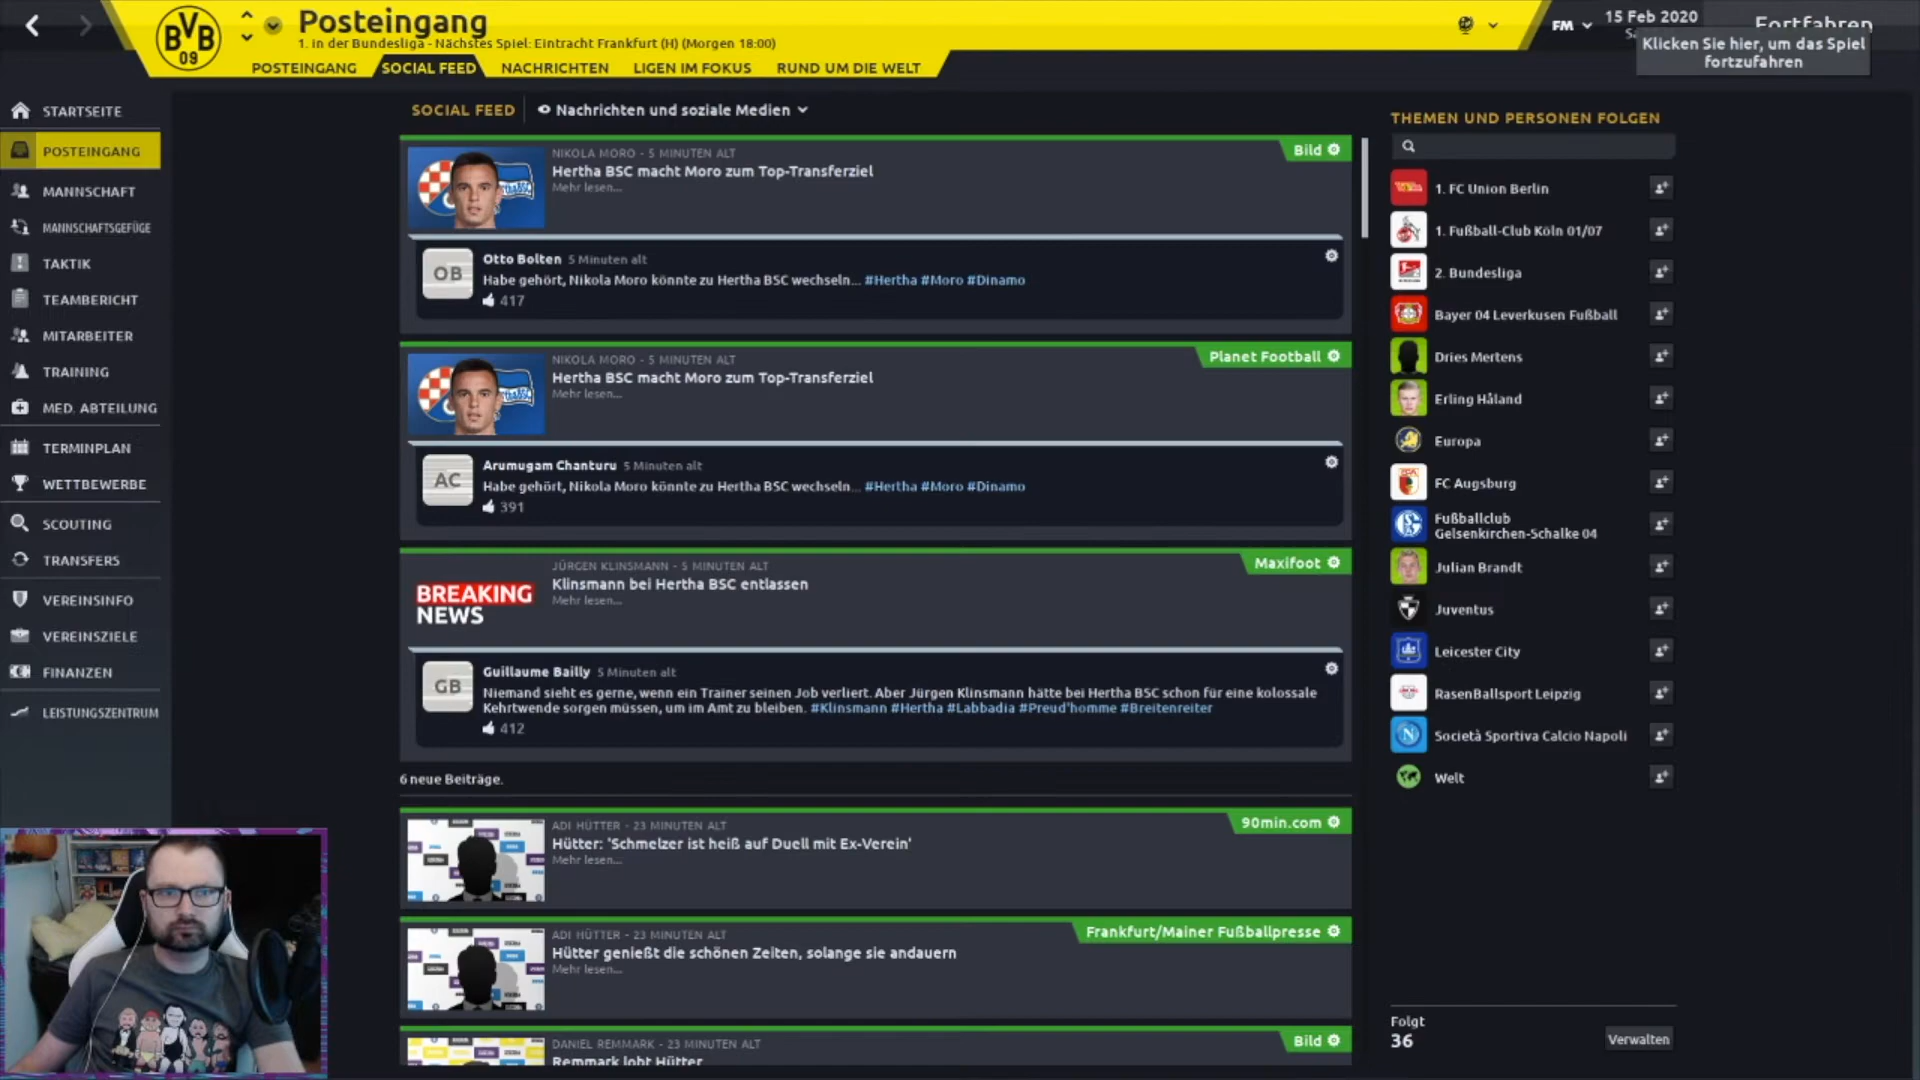 Posteingang
1. in der Bundesliga - Nächstes Spiel: Eintracht Frankfurt (H) (Morgen 18:00)
BVB
09
FM
15 Feb 2020
Fortfahren
Klicken Sie hier, um das Spiel
fortzufahren
POSTEINGANG
SOCIAL FEED
NACHRICHTEN
LIGEN IM FOKUS
RUND UM DIE WELT
STARTSEITE
POSTEINGANG
MANNSCHAFT
MANNSCHAFTSGEFÜGE
TAKTIK
TEAMBERICHT
MITARBEITER
TRAINING
MED. ABTEILUNG
TERMINPLAN
WETTBEWERBE
SCOUTING
TRANSFERS
VEREINSINFO
VEREINSZIELE
FINANZEN
LEISTUNGSZENTRUM
SOCIAL FEED
Nachrichten und soziale Medien
NIKOLA MORO - 5 MINUTEN ALT
Bild
Hertha BSC macht Moro zum Top-Transferziel
Mehr lesen...
OB
Otto Bolten 5 Minuten alt
Habe gehört, Nikola Moro könnte zu Hertha BSC wechseln... #Hertha #Moro #Dinamo
417
NIKOLA MORO - 5 MINUTEN ALT
Planet Football
Hertha BSC macht Moro zum Top-Transferziel
Mehr lesen...
AC
Arumugam Chanturu 5 Minuten alt
Habe gehört, Nikola Moro könnte zu Hertha BSC wechseln... #Hertha #Moro #Dinamo
391
JÜRGEN KLINSMANN - 5 MINUTEN ALT
Maxifoot
Klinsmann bei Hertha BSC entlassen
Mehr lesen...
BREAKING
NEWS
GB
Guillaume Bailly 5 Minuten alt
Niemand sieht es gerne, wenn ein Trainer seinen Job verliert. Aber Jürgen Klinsmann hätte bei Hertha BSC schon für eine kolossale
Kehrtwende sorgen müssen, um im Amt zu bleiben. #Klinsmann #Hertha #Labbadia #Preud'homme #Breitenreiter
412
6 neue Beiträge.
ADI HÜTTER - 23 MINUTEN ALT
90min.com
Hütter: 'Schmelzer ist heiß auf Duell mit Ex-Verein'
Mehr lesen...
ADI HÜTTER - 23 MINUTEN ALT
Frankfurt/Mainer Fußballpresse
Hütter genießt die schönen Zeiten, solange sie andauern
Mehr lesen...
DANIEL REMMARK - 23 MINUTEN ALT
Bild
Remmark lobt Hütter
THEMEN UND PERSONEN FOLGEN
1. FC Union Berlin
1. Fußball-Club Köln 01/07
2. Bundesliga
Bayer 04 Leverkusen Fußball
Dries Mertens
Erling Håland
Europa
FC Augsburg
Fußballclub
Gelsenkirchen-Schalke 04
Julian Brandt
Juventus
Leicester City
RasenBallsport Leipzig
Società Sportiva Calcio Napoli
Welt
Folgt
36
Verwalten